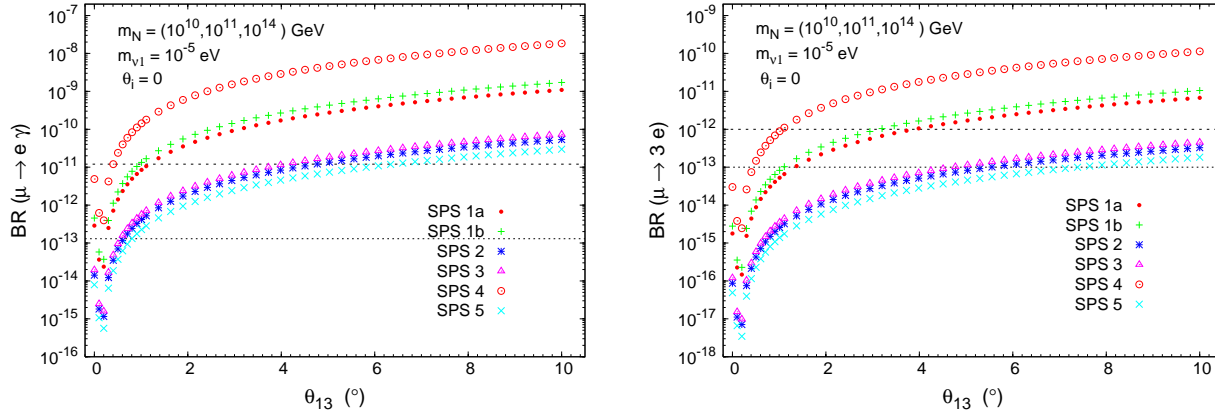 m_N = (10^10, 10^11, 10^14) GeV
m_ν1 = 10^-5 eV
θ_i = 0
BR (μ → e γ)
10^-7
10^-8
10^-9
10^-10
10^-11
10^-12
10^-13
10^-14
10^-15
10^-16
SPS 1a
SPS 1b
SPS 2
SPS 3
SPS 4
SPS 5
0 2 4 6 8 10
θ_13 (°)
m_N = (10^10, 10^11, 10^14) GeV
m_ν1 = 10^-5 eV
θ_i = 0
BR (μ → 3 e)
10^-9
10^-10
10^-11
10^-12
10^-13
10^-14
10^-15
10^-16
10^-17
10^-18
SPS 1a
SPS 1b
SPS 2
SPS 3
SPS 4
SPS 5
0 2 4 6 8 10
θ_13 (°)